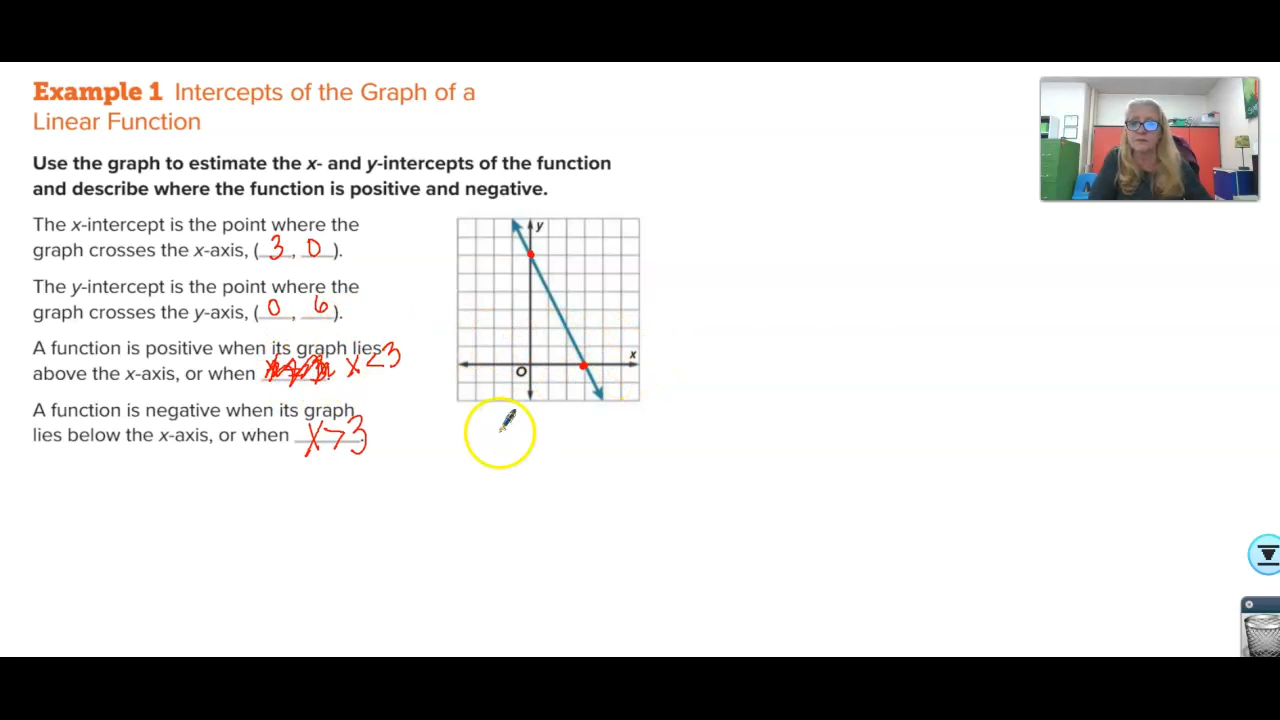 Example 1 Intercepts of the Graph of a
Linear Function
Use the graph to estimate the x- and y-intercepts of the function
and describe where the function is positive and negative.
The x-intercept is the point where the
graph crosses the x-axis, (3, 0).
The y-intercept is the point where the
graph crosses the y-axis, (0, 6).
A function is positive when its graph lies
above the x-axis, or when x<3
A function is negative when its graph
lies below the x-axis, or when x>3.
y
x
O